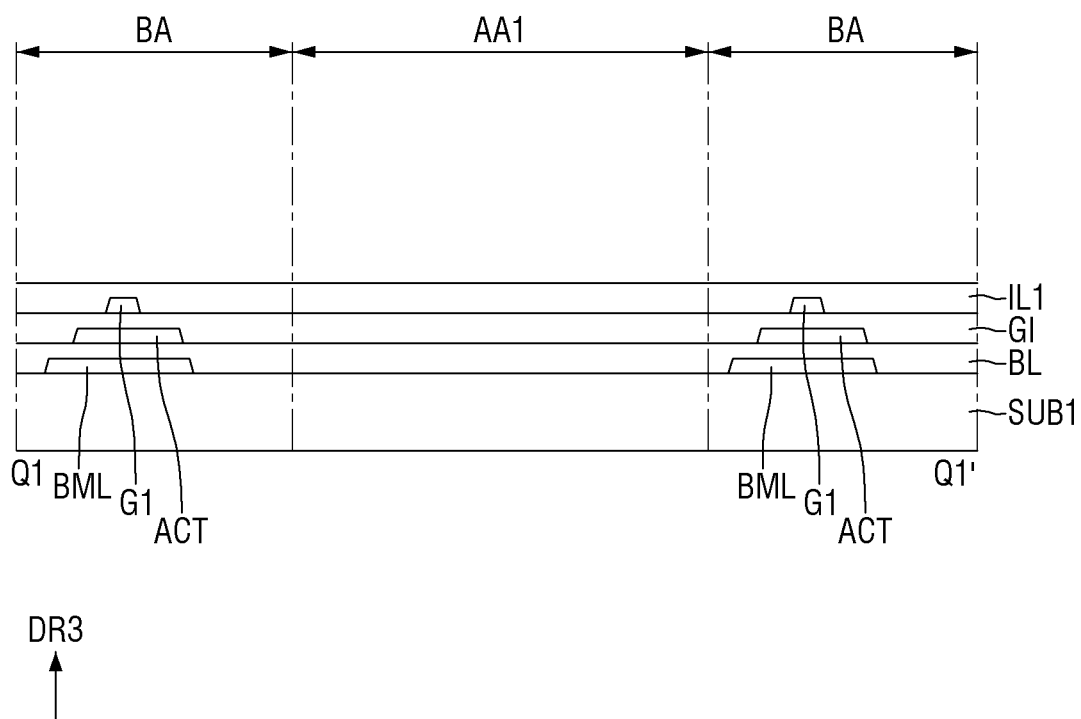 BA AA1 BA
IL1
GI
BL
SUB1
Q1 Q1'
BML G1 ACT BML G1 ACT
DR3